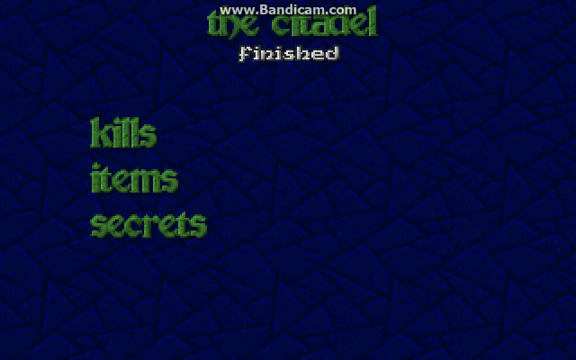 www.Bandicam.com
the citadel
finished
kills
items
secrets